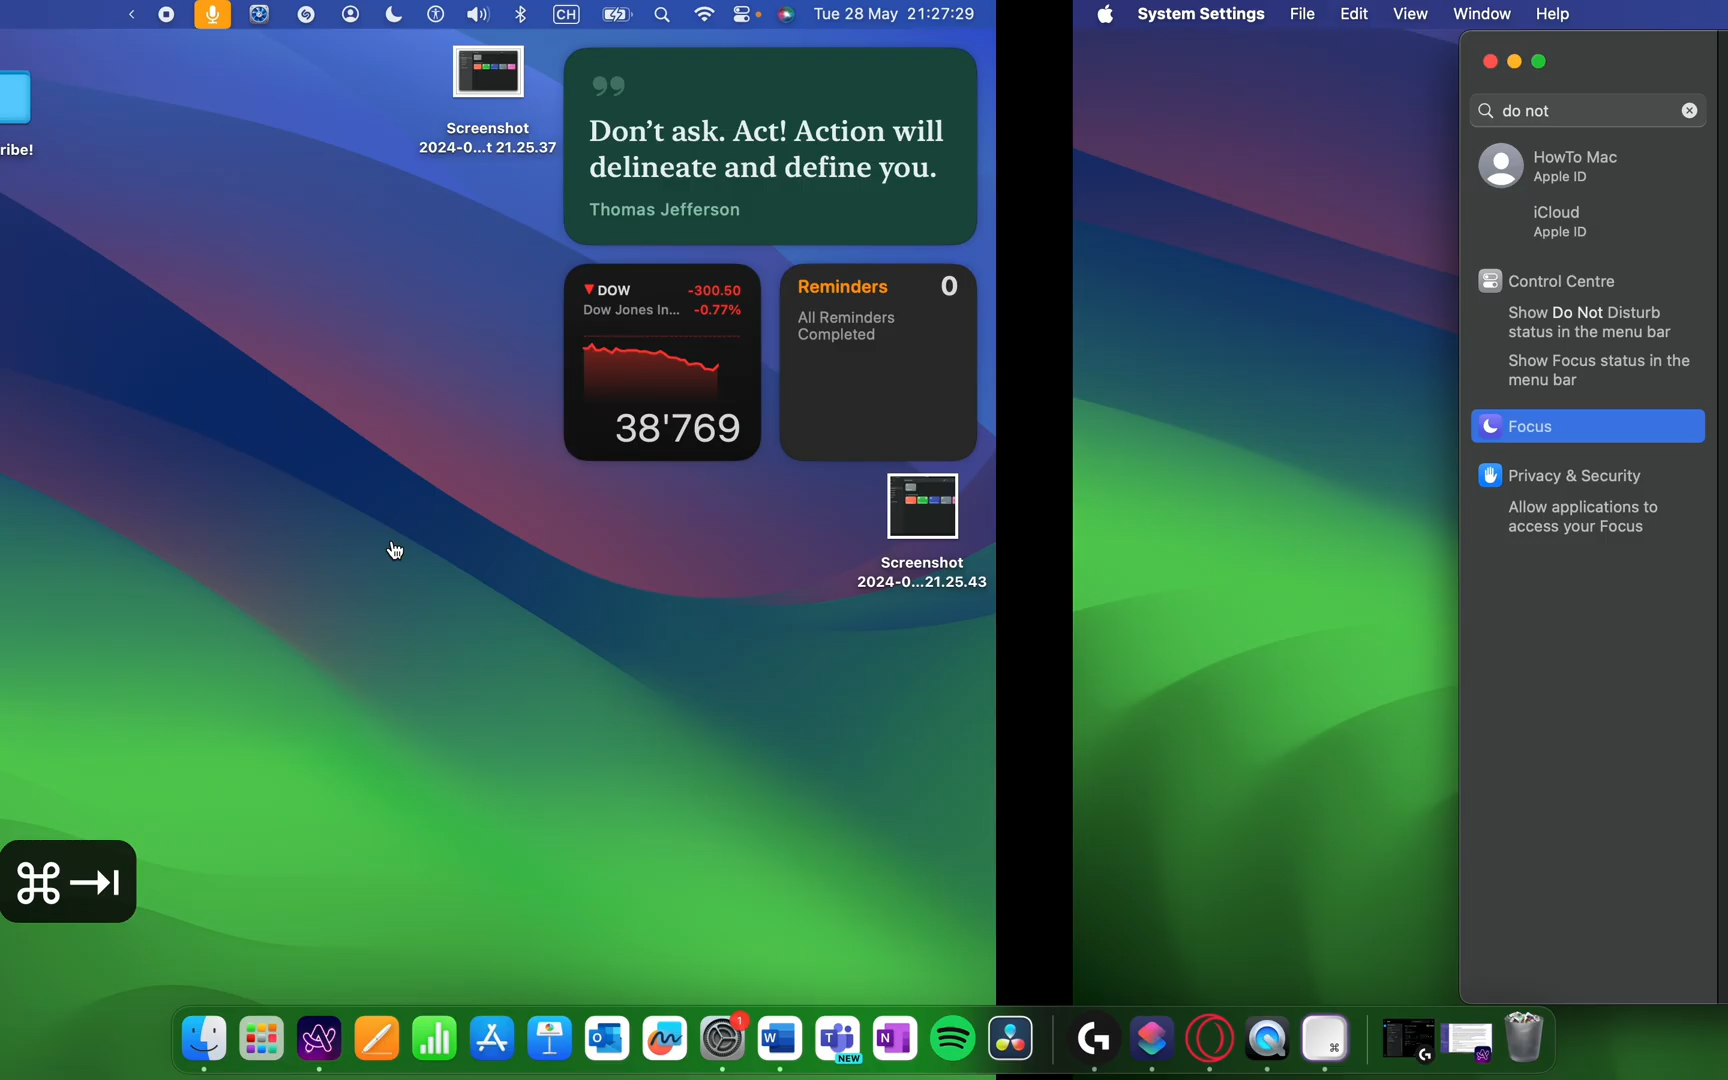 CH
Tue 28 May 21:27:29
System Settings File Edit View Window Help
ribe!
Screenshot
2024-0...t 21.25.37
Don’t ask. Act! Action will
delineate and define you.
Thomas Jefferson
DOW -300.50
Dow Jones In... -0.77%
38'769
Reminders 0
All Reminders
Completed
Screenshot
2024-0...21.25.43
do not
HowTo Mac
Apple ID
iCloud
Apple ID
Control Centre
Show Do Not Disturb
status in the menu bar
Show Focus status in the
menu bar
Focus
Privacy & Security
Allow applications to
access your Focus
⌘⇥
1
NEW